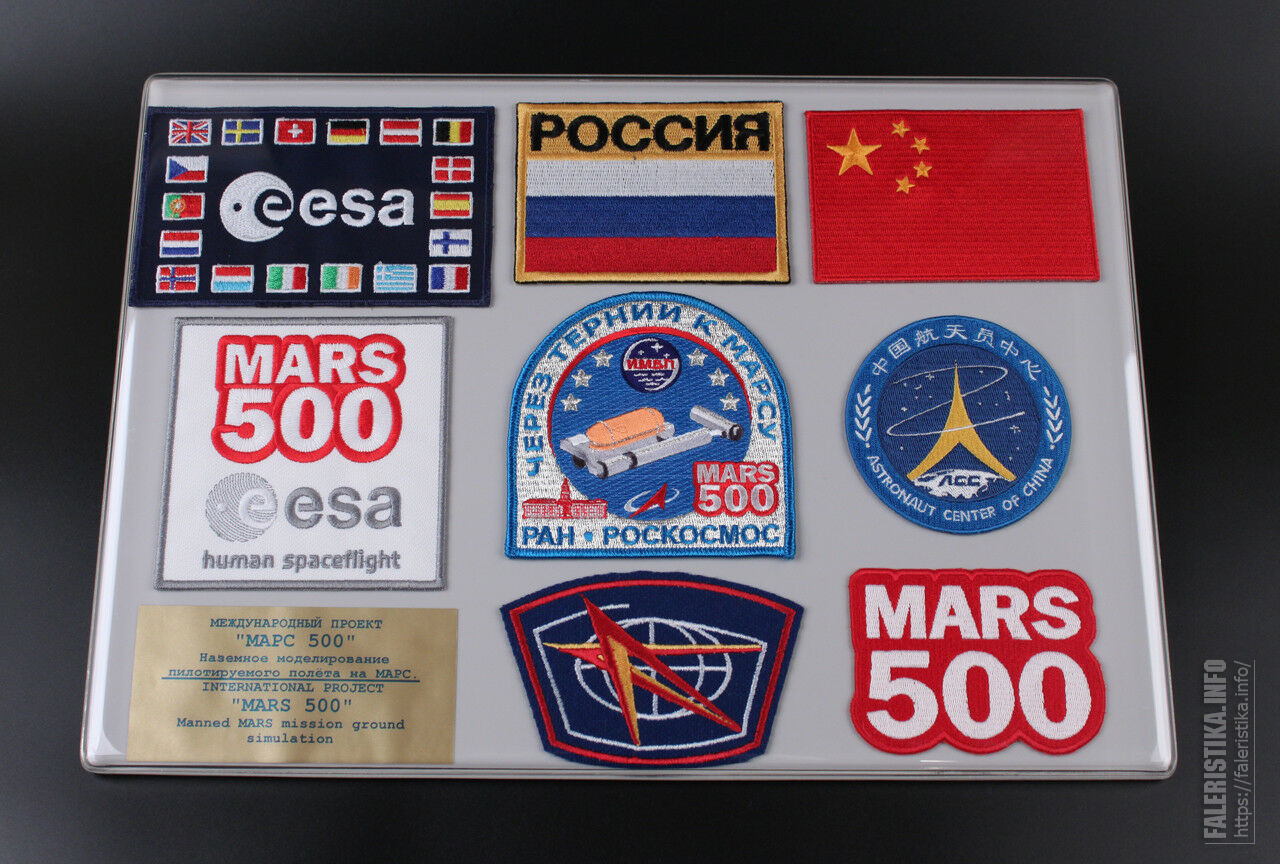 esa
РОССИЯ
MARS
500
esa
human spaceflight
ЧЕРЕЗ ТЕРНИИ К МАРСУ
ИМБП
MARS
500
РАН • РОСКОСМОС
中国航天员中心
ACC
ASTRONAUT CENTER OF CHINA
МЕЖДУНАРОДНЫЙ ПРОЕКТ
"МАРС 500"
Наземное моделирование
пилотируемого полёта на МАРС.
INTERNATIONAL PROJECT
"MARS 500"
Manned MARS mission ground
simulation
MARS
500
FALERISTIKA.INFO
https://faleristika.info/